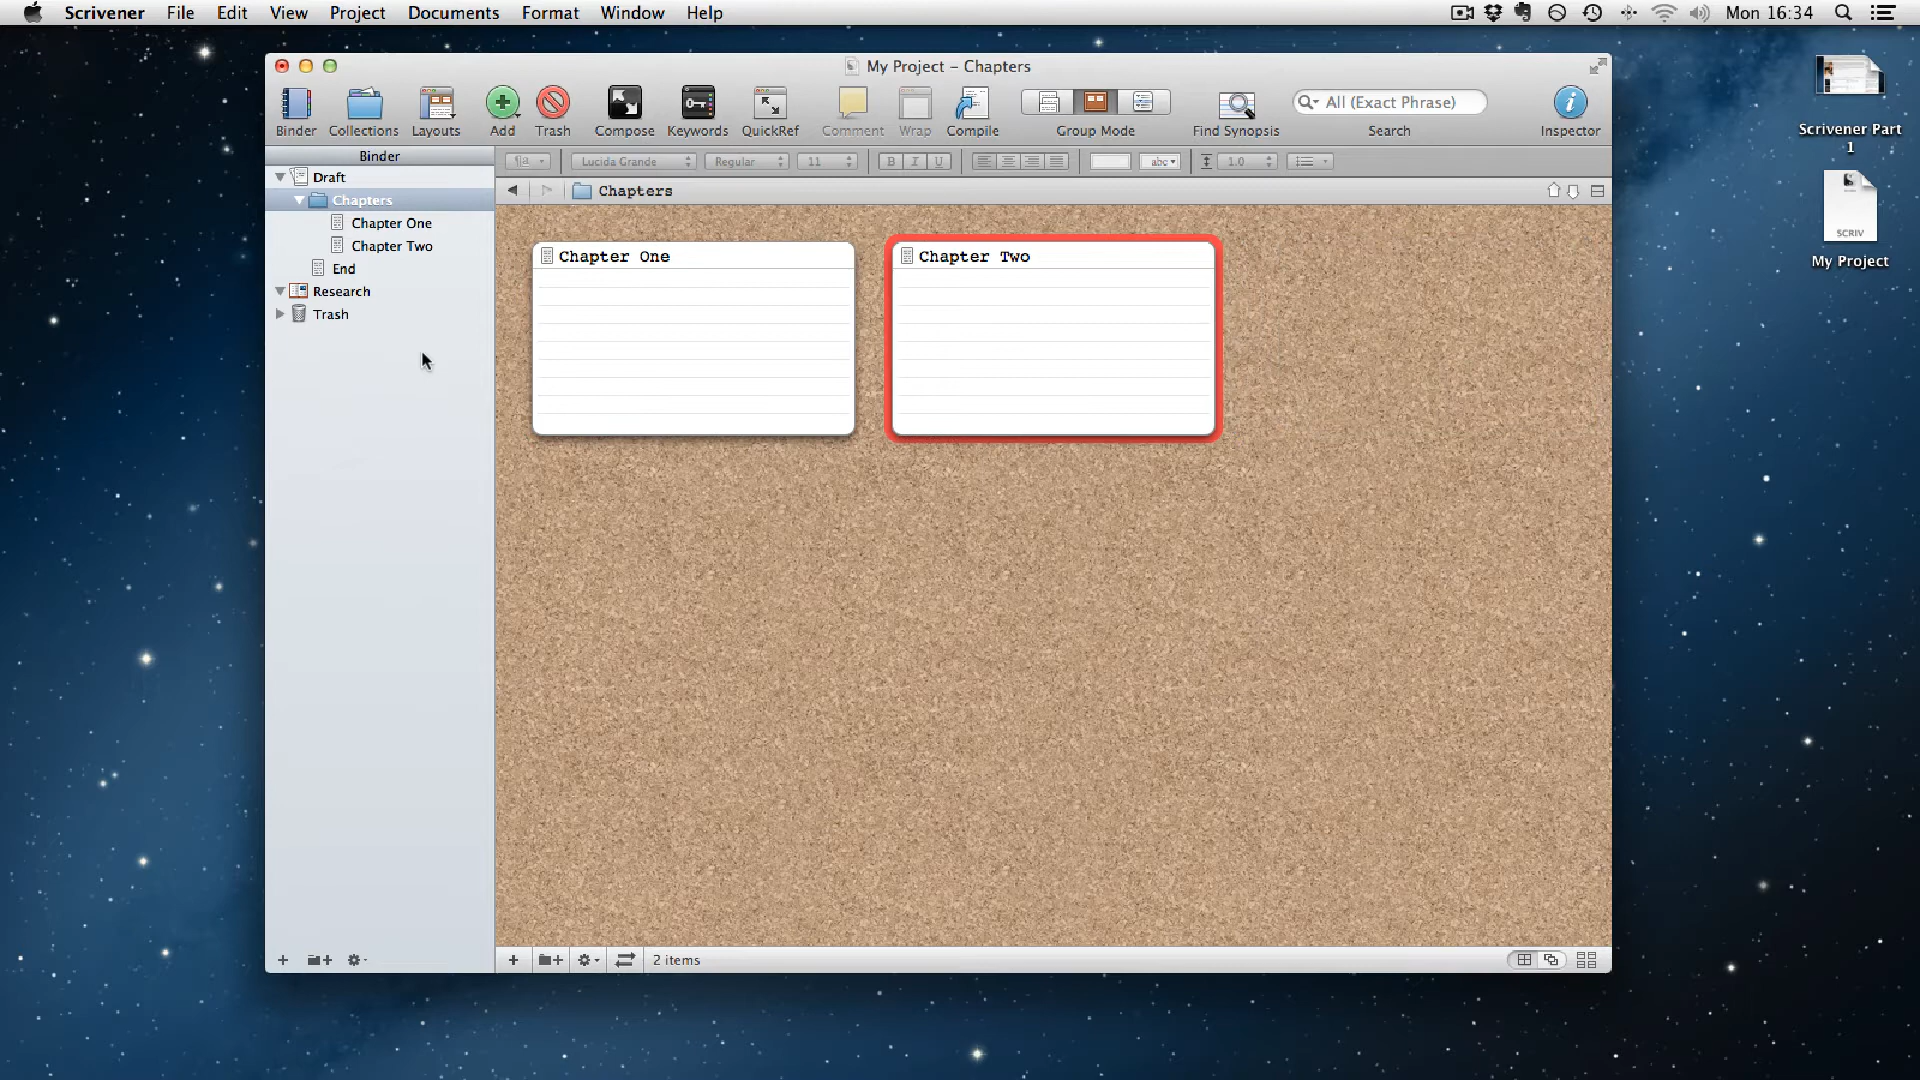 Scrivener File Edit View Project Documents Format Window Help Mon 16:34
My Project – Chapters
All (Exact Phrase)
Binder Collections Layouts Add Trash Compose Keywords QuickRef Comment Wrap Compile Group Mode Find Synopsis Search Inspector
Binder
¶a Lucida Grande Regular 11 B I U abc 1.0
Draft
Chapters
Chapters
Chapter One
Chapter Two
End
Research
Trash
Chapter One
Chapter Two
2 items
Scrivener Part
1
SCRIV
My Project